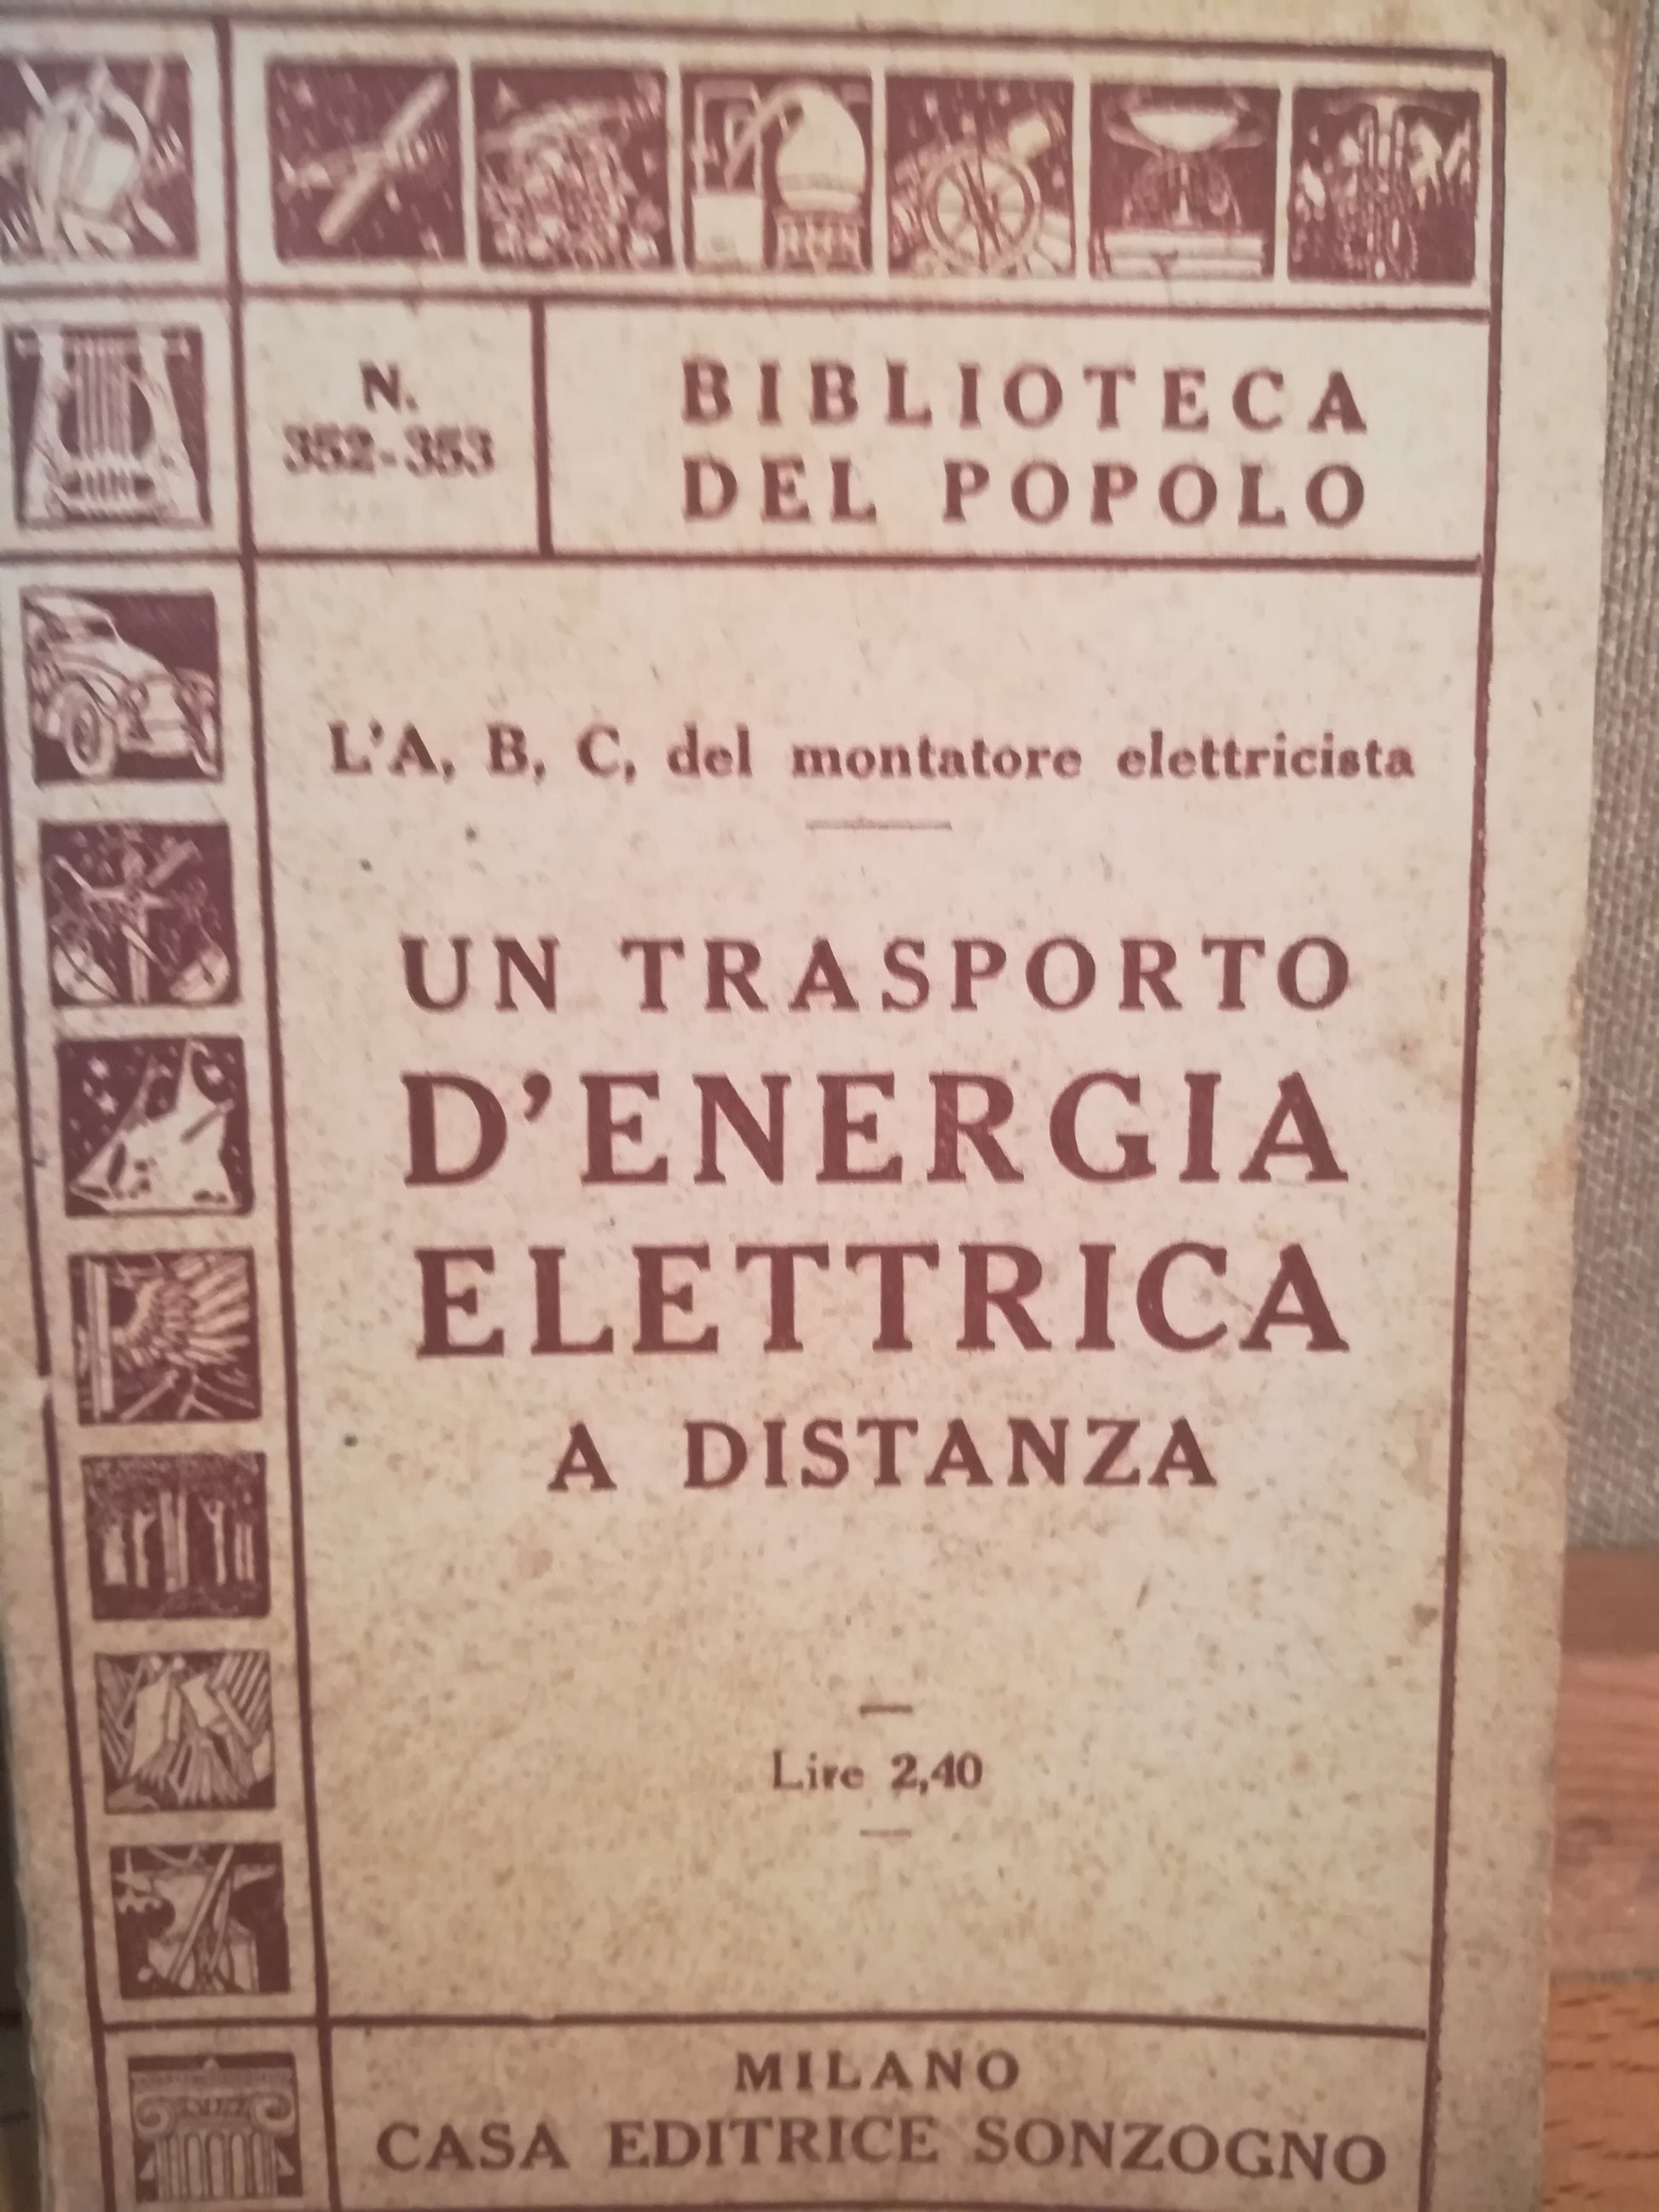 N.
352-353
BIBLIOTECA
DEL POPOLO
L'A, B, C, del montatore elettricista
UN TRASPORTO
D'ENERGIA
ELETTRICA
A DISTANZA
Lire 2,40
MILANO
CASA EDITRICE SONZOGNO